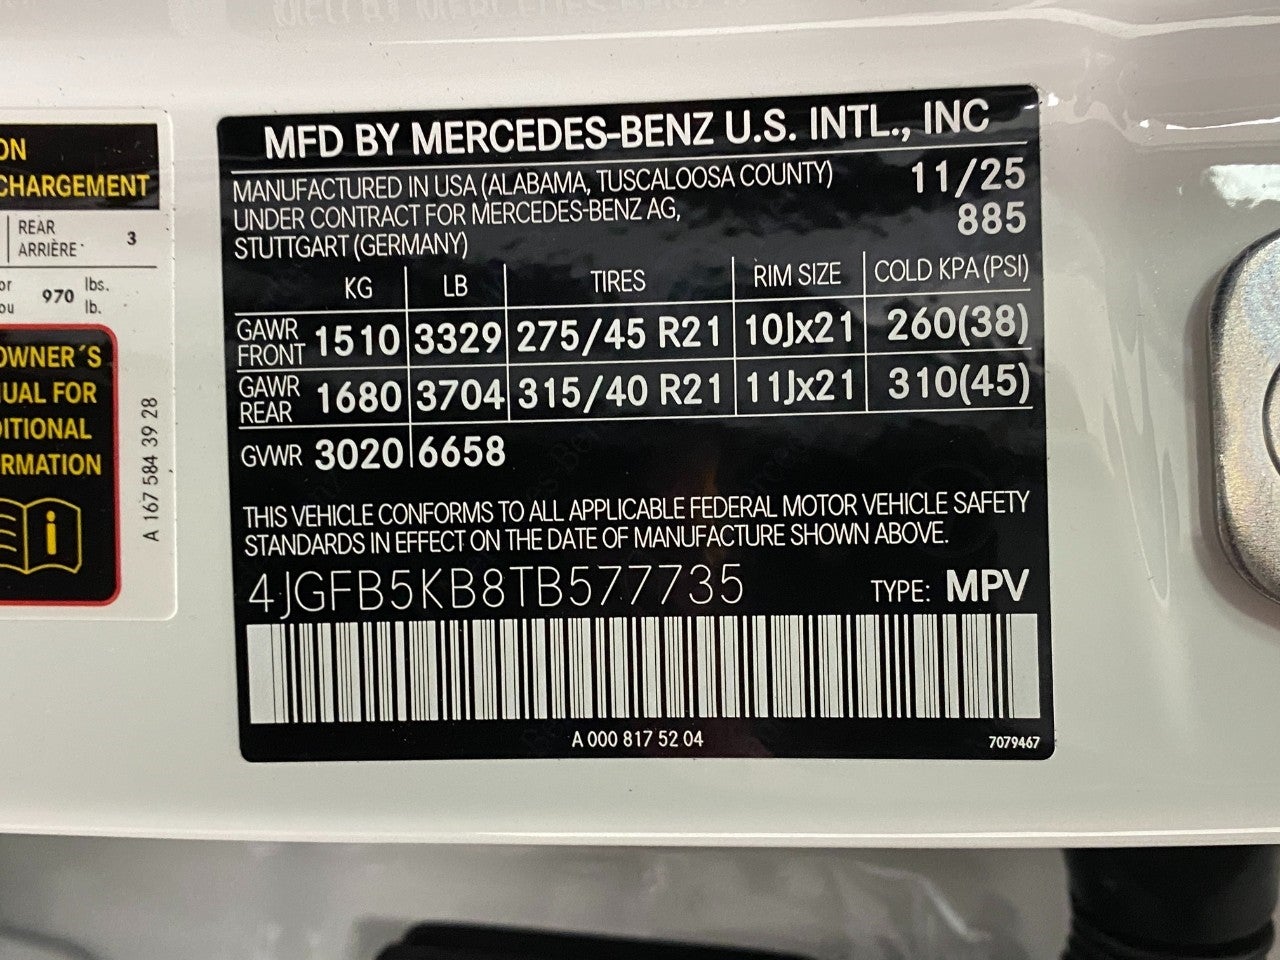 ON
CHARGEMENT
REAR
ARRIÈRE
3
or
ou
970
lbs.
lb.
OWNER´S
UAL FOR
DITIONAL
RMATION
i
A 167 584 39 28
MFD BY MERCEDES-BENZ U.S. INTL., INC
MANUFACTURED IN USA (ALABAMA, TUSCALOOSA COUNTY) 11/25
UNDER CONTRACT FOR MERCEDES-BENZ AG, 885
STUTTGART (GERMANY)
KG LB TIRES RIM SIZE COLD KPA (PSI)
GAWR FRONT 1510 3329 275/45 R21 10Jx21 260(38)
GAWR REAR 1680 3704 315/40 R21 11Jx21 310(45)
GVWR 3020 6658
THIS VEHICLE CONFORMS TO ALL APPLICABLE FEDERAL MOTOR VEHICLE SAFETY
STANDARDS IN EFFECT ON THE DATE OF MANUFACTURE SHOWN ABOVE.
4JGFB5KB8TB577735 TYPE: MPV
A 000 817 52 04 7079467